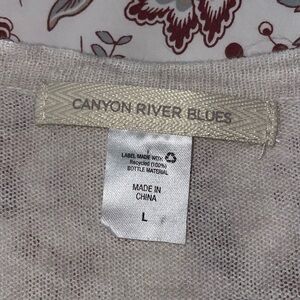 CANYON RIVER BLUES
LABEL MADE WITH
Recycled (100%)
BOTTLE MATERIAL
MADE IN
CHINA
L